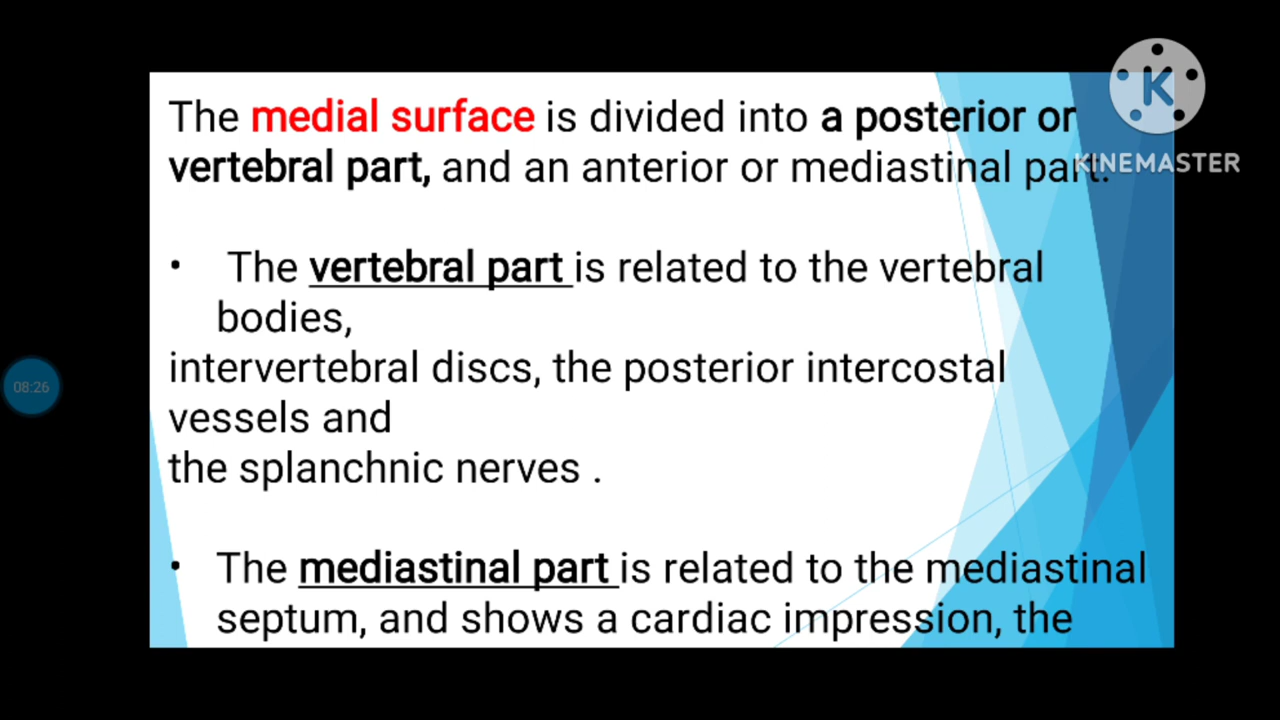 The medial surface is divided into a posterior or
vertebral part, and an anterior or mediastinal part.
KINEMASTER
• The vertebral part is related to the vertebral
bodies,
intervertebral discs, the posterior intercostal
vessels and
the splanchnic nerves .
08:26
• The mediastinal part is related to the mediastinal
septum, and shows a cardiac impression, the